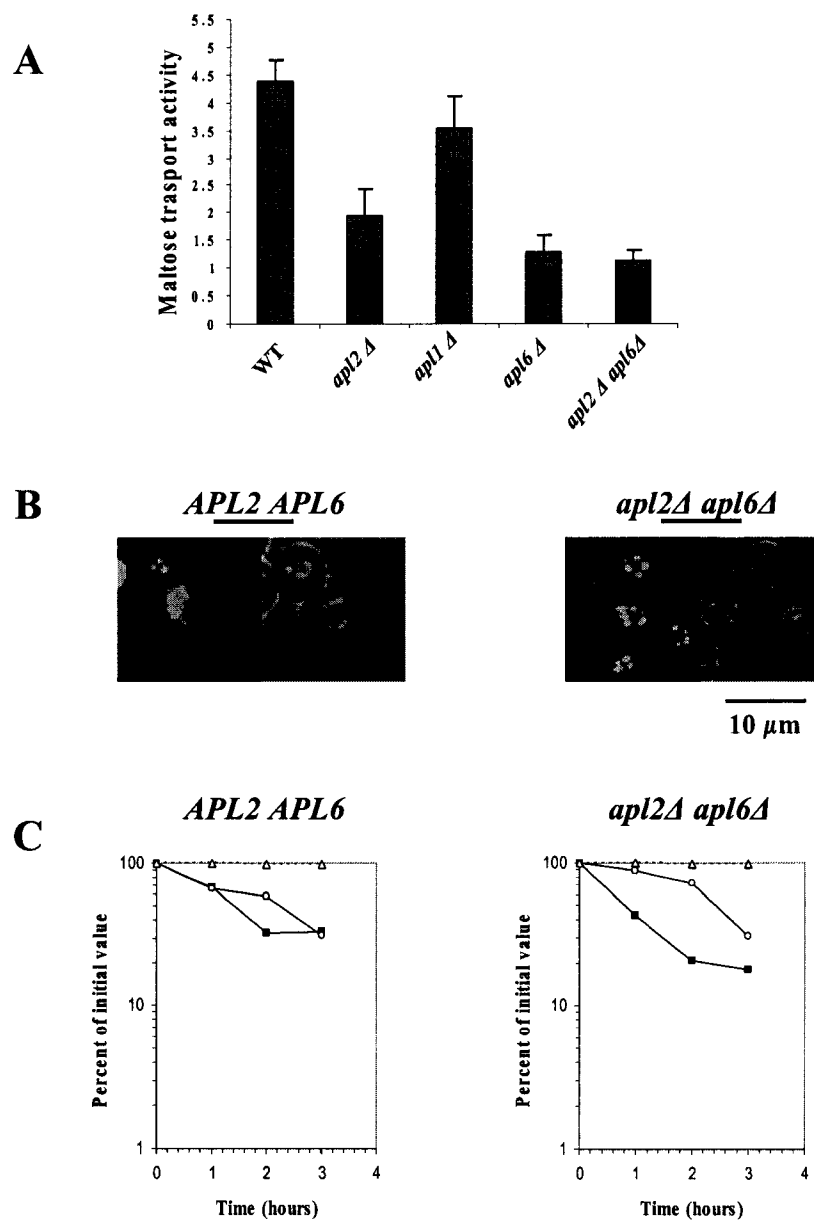 A
Maltose trasport activity
5.5
5
4.5
4
3.5
3
2.5
2
1.5
1
0.5
0
WT
apl2 Δ
apl1 Δ
apl6 Δ
apl2 Δ apl6Δ
B
APL2 APL6
apl2Δ apl6Δ
10 µm
C
APL2 APL6
apl2Δ apl6Δ
Percent of initial value
100
10
1
0 1 2 3 4
Time (hours)
Percent of initial value
100
10
1
0 1 2 3 4
Time (hours)